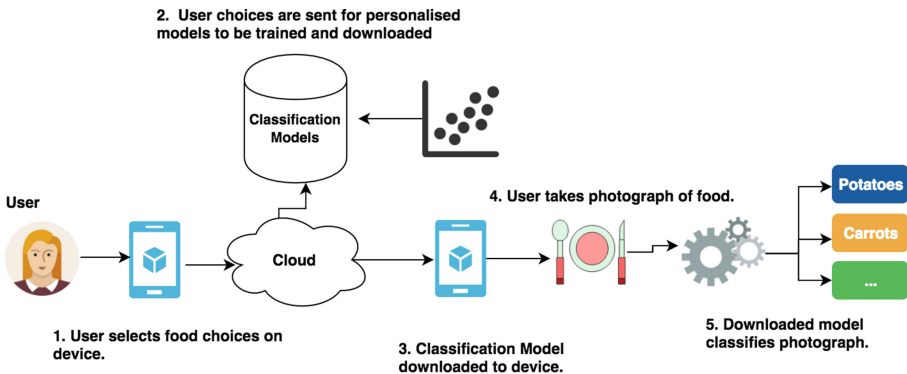 2.  User choices are sent for personalised
models to be trained and downloaded
Classification
Models
User
Cloud
1. User selects food choices on
device.
3. Classification Model
downloaded to device.
4. User takes photograph of food.
Potatoes
Carrots
...
5. Downloaded model
classifies photograph.